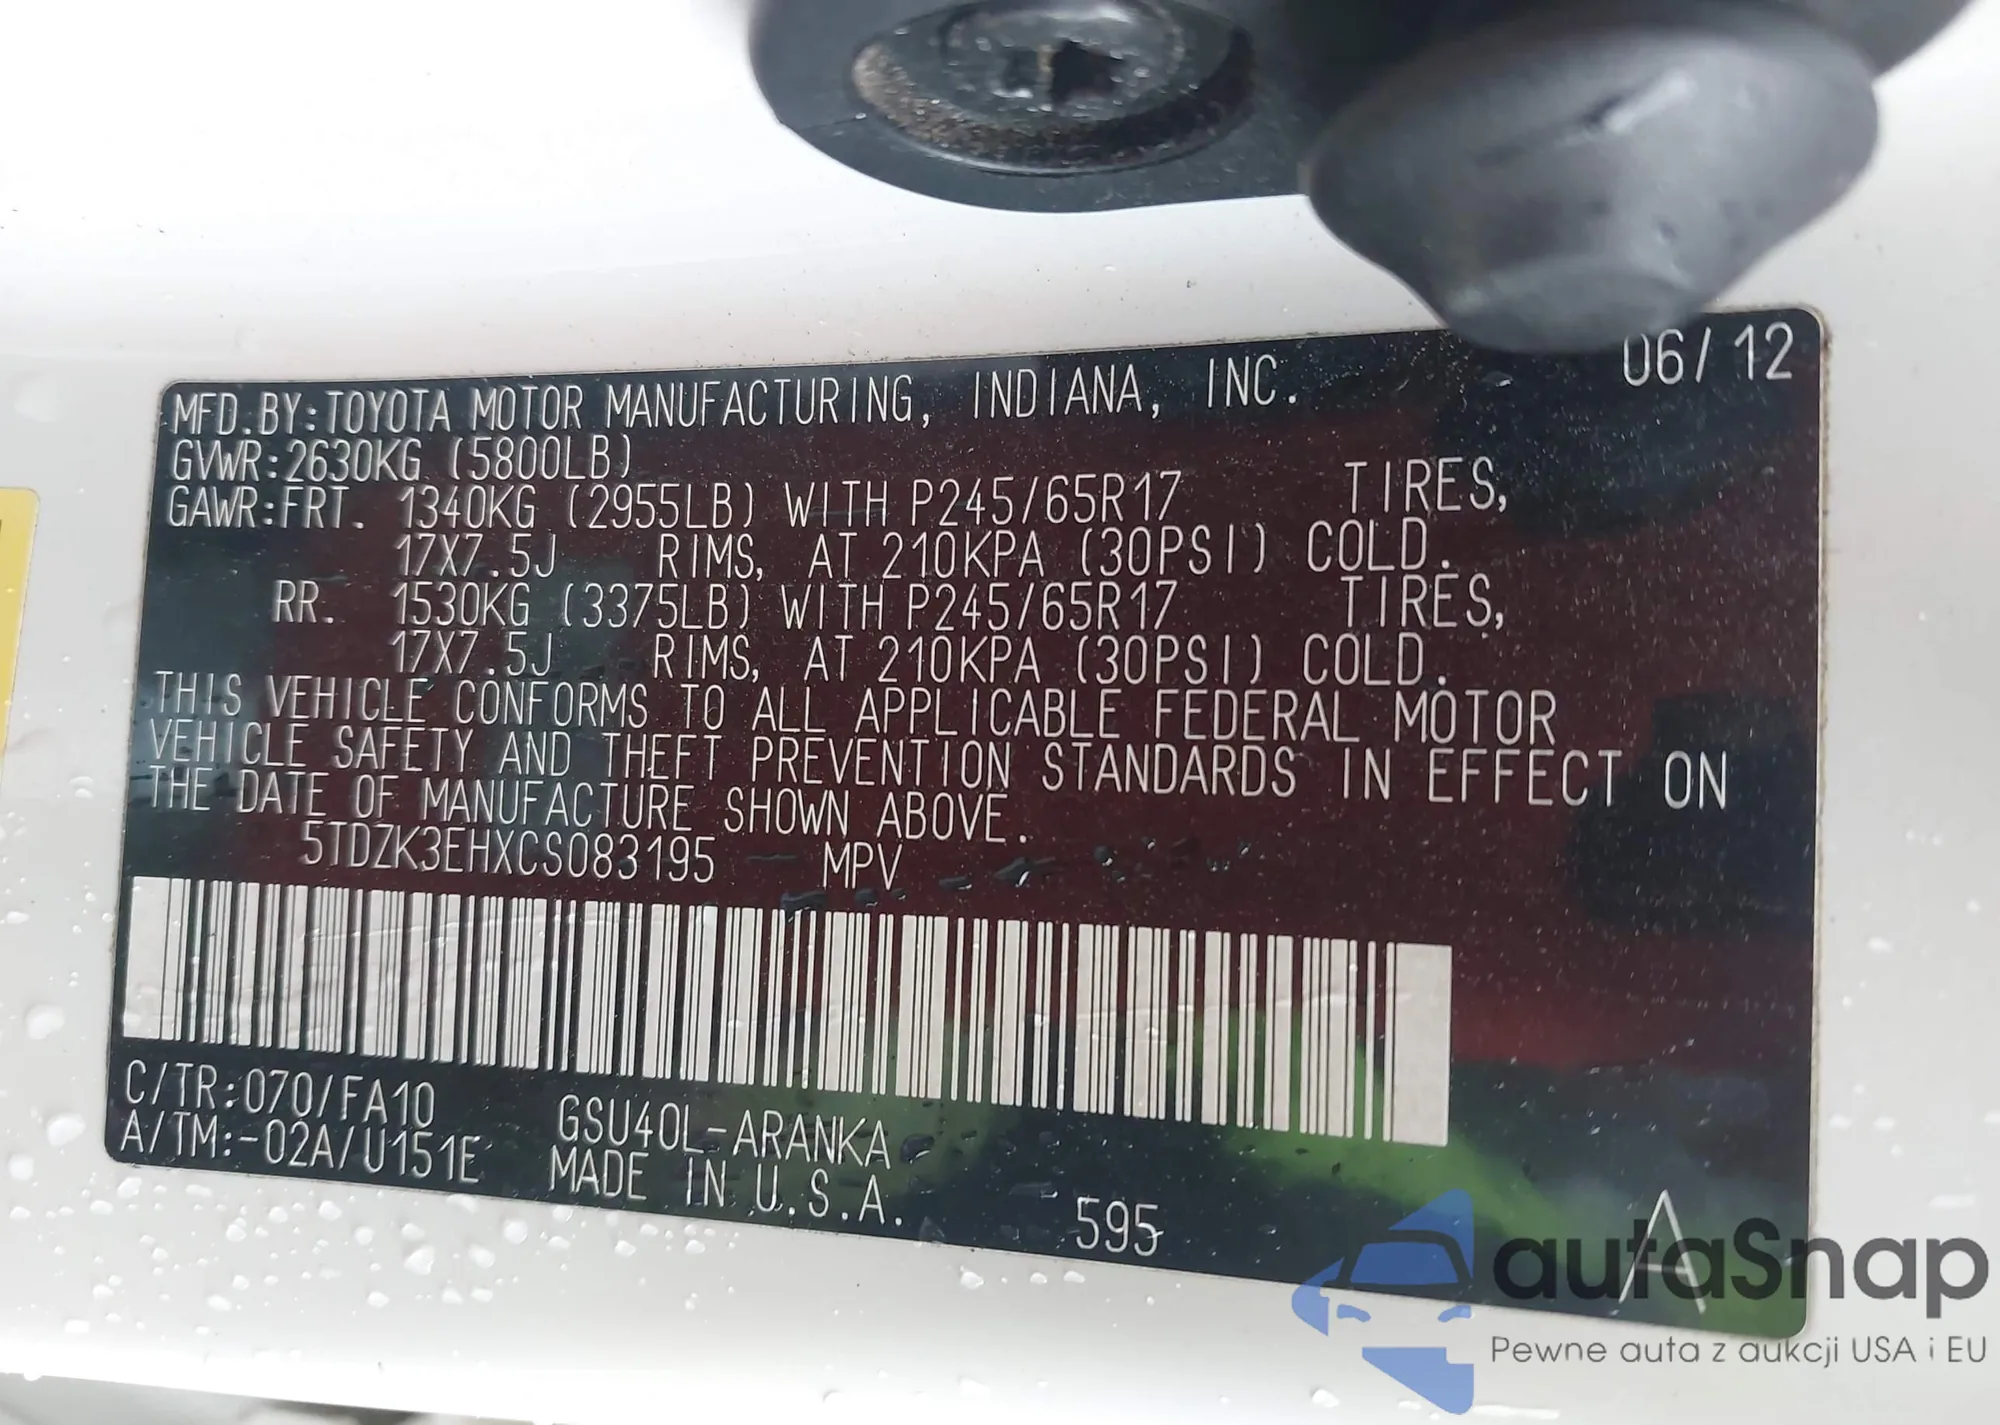 06/12
MFD.BY:TOYOTA MOTOR MANUFACTURING, INDIANA, INC.
GVWR:2630KG (5800LB)
GAWR:FRT. 1340KG (2955LB) WITH P245/65R17 TIRES,
17X7.5J RIMS, AT 210KPA (30PSI) COLD.
RR. 1530KG (3375LB) WITH P245/65R17 TIRES,
17X7.5J RIMS, AT 210KPA (30PSI) COLD.
THIS VEHICLE CONFORMS TO ALL APPLICABLE FEDERAL MOTOR
VEHICLE SAFETY AND THEFT PREVENTION STANDARDS IN EFFECT ON
THE DATE OF MANUFACTURE SHOWN ABOVE.
5TDZK3EHXCS083195 MPV
C/TR:070/FA10
A/TM:-02A/U151E
GSU40L-ARANKA
MADE IN U.S.A.
595
A
autaSnap
Pewne auta z aukcji USA i EU